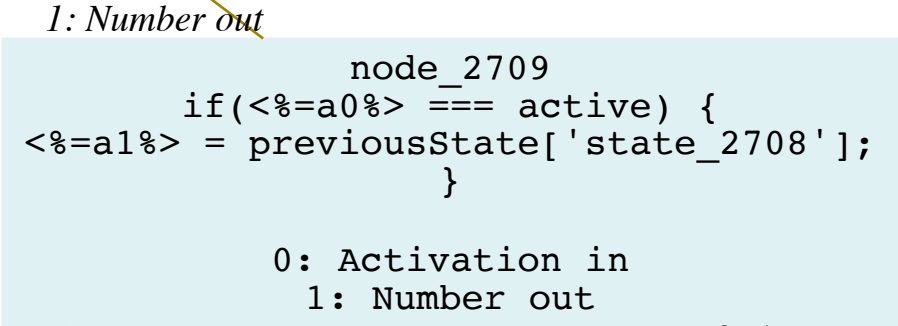 1: Number out
node_2709
if(<%=a0%> === active) {
<%=a1%> = previousState['state_2708'];
}
0: Activation in
1: Number out